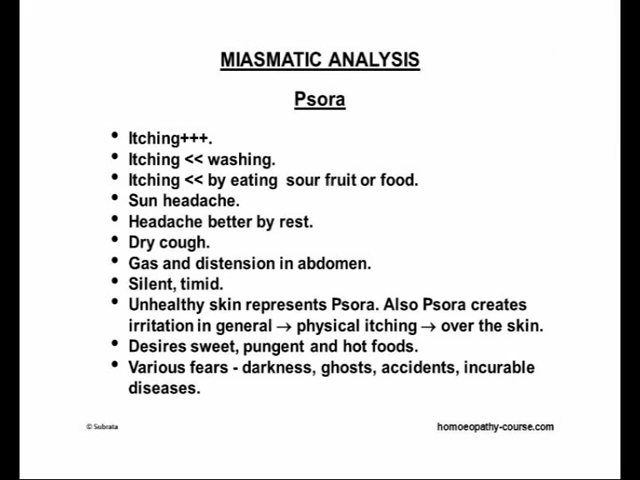 MIASMATIC ANALYSIS
Psora
• Itching+++.
• Itching << washing.
• Itching << by eating sour fruit or food.
• Sun headache.
• Headache better by rest.
• Dry cough.
• Gas and distension in abdomen.
• Silent, timid.
• Unhealthy skin represents Psora. Also Psora creates
irritation in general → physical itching → over the skin.
• Desires sweet, pungent and hot foods.
• Various fears - darkness, ghosts, accidents, incurable
diseases.
© Subrata
homoeopathy-course.com